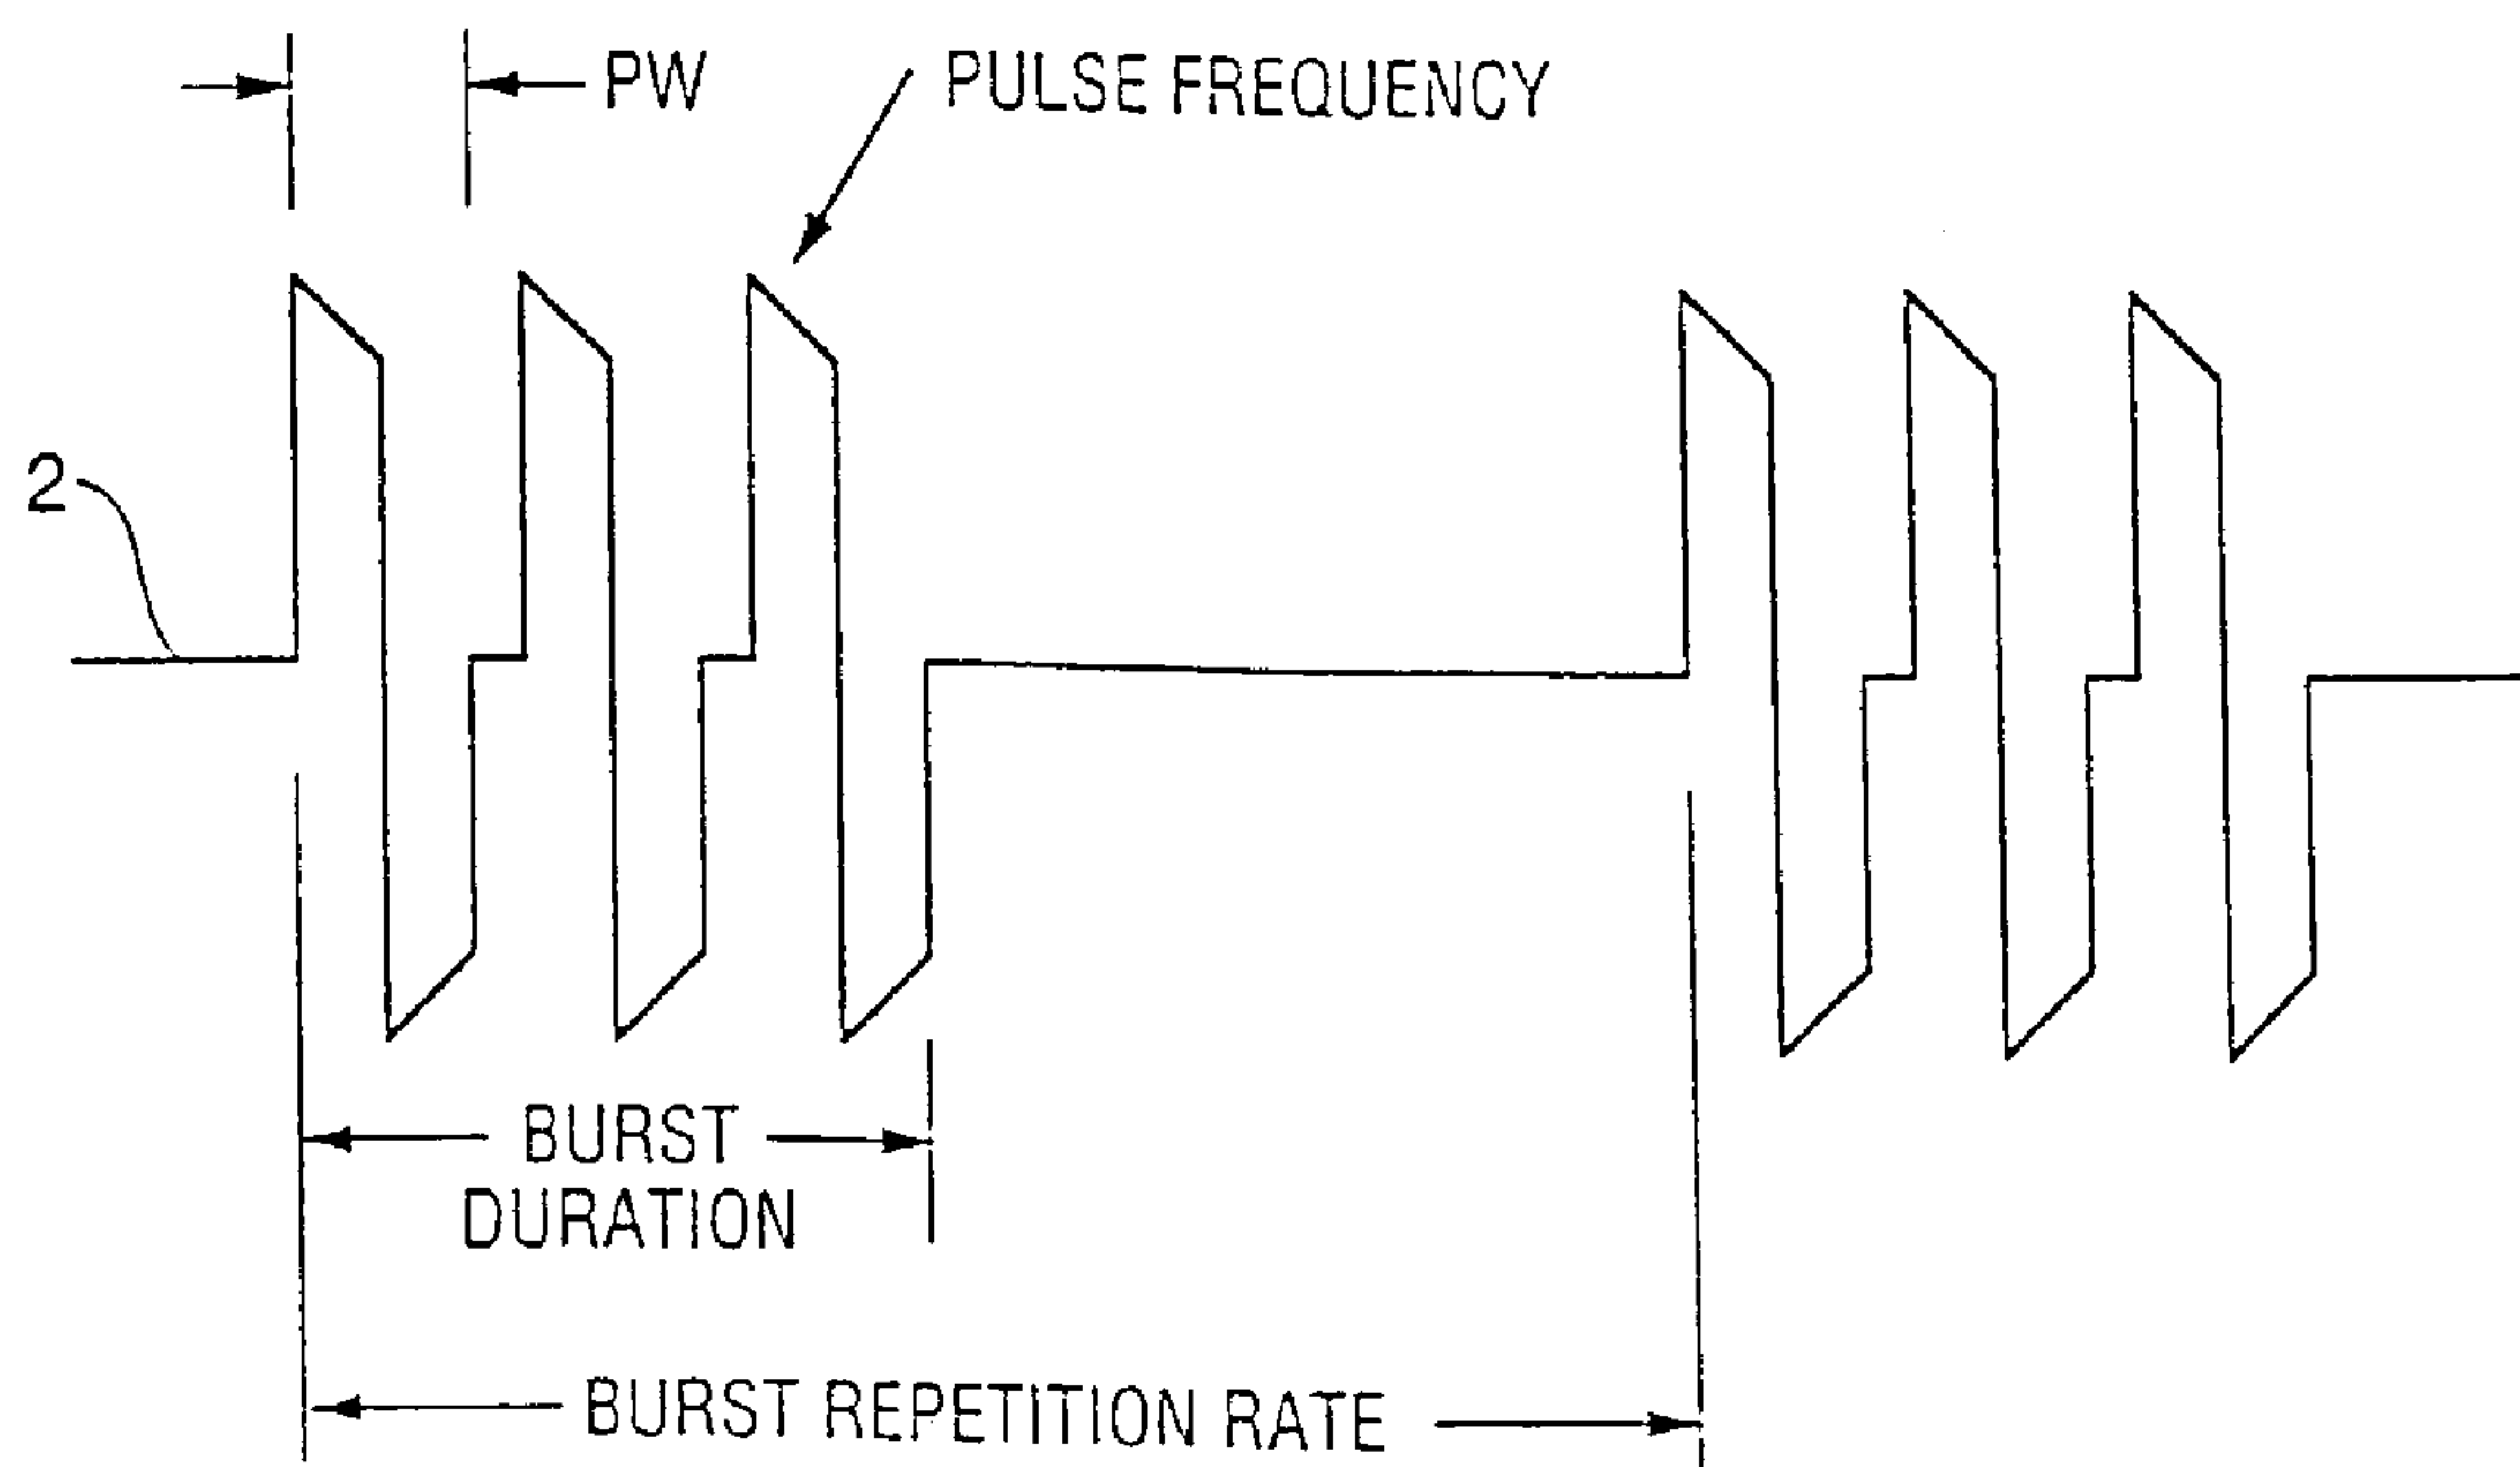 PW
PULSE FREQUENCY
2
BURST
DURATION
BURST REPETITION RATE